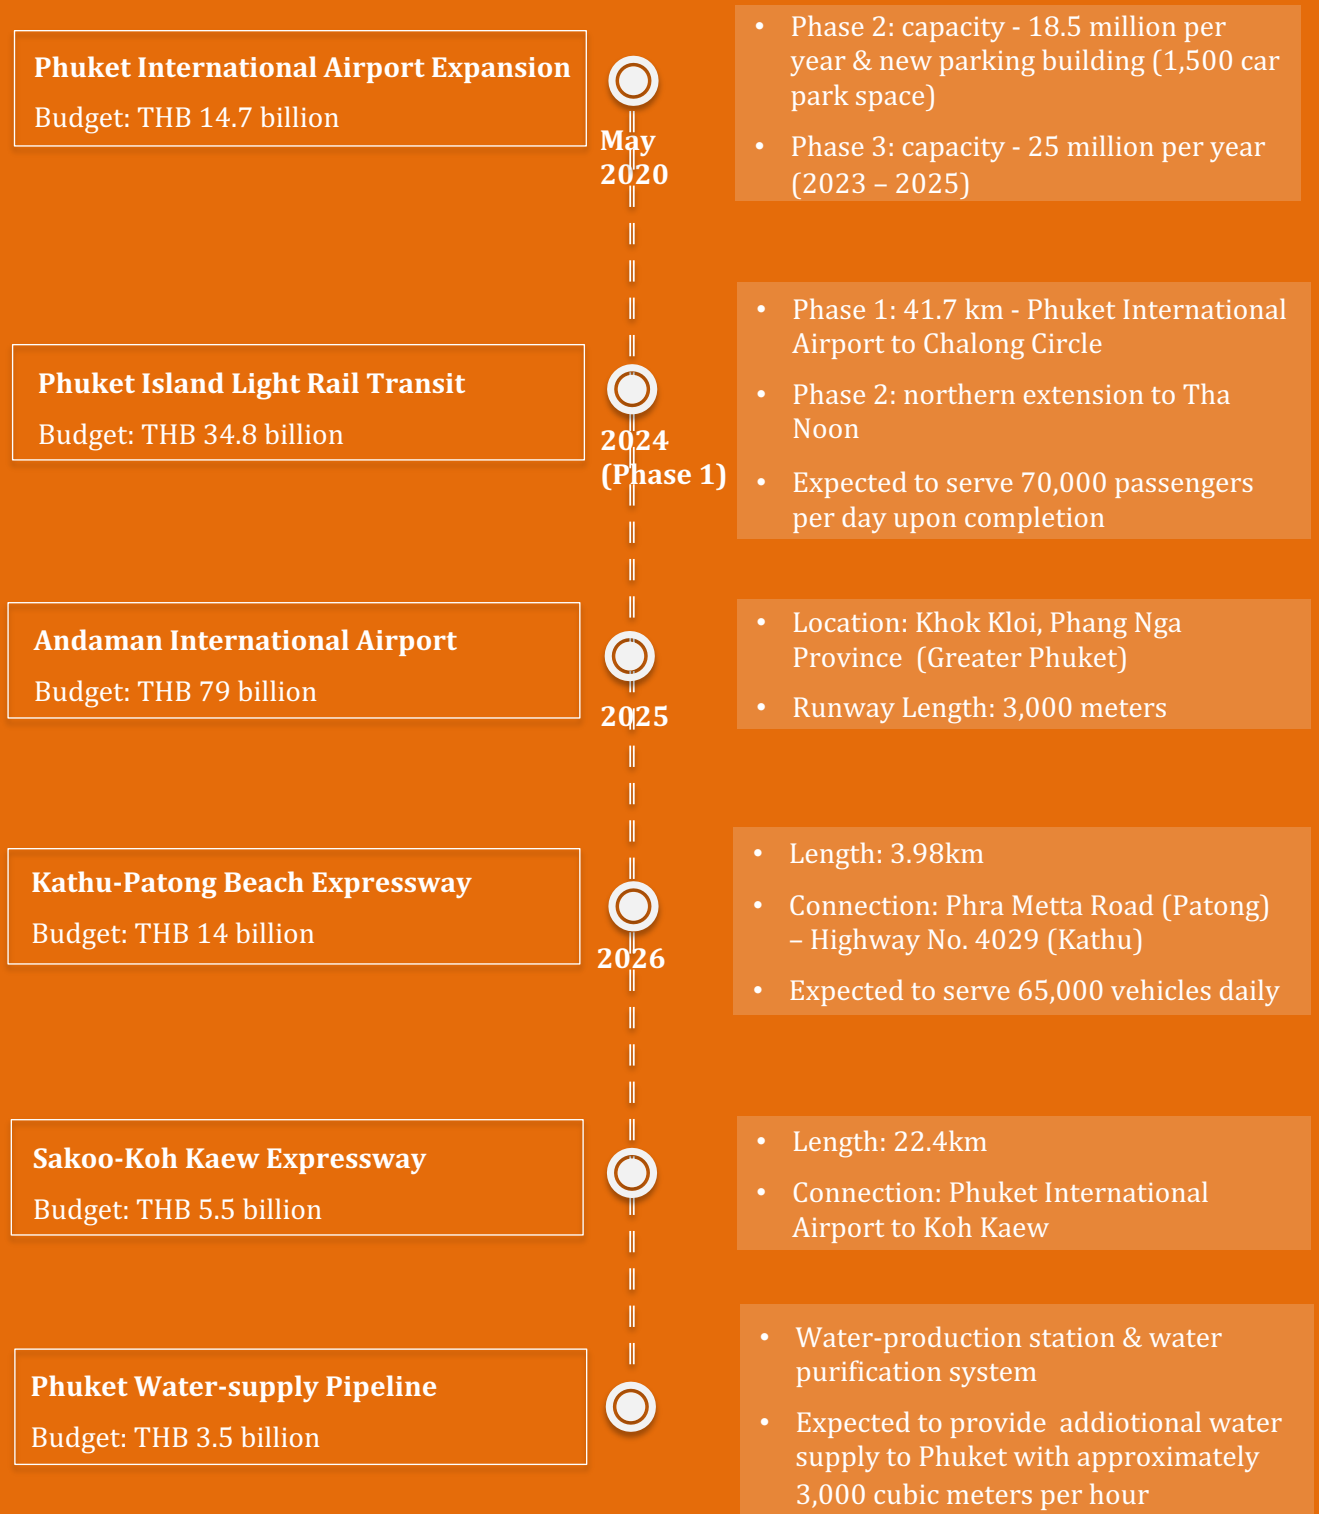 Phuket International Airport Expansion
Budget: THB 14.7 billion
May
2020
• Phase 2: capacity - 18.5 million per
year & new parking building (1,500 car
park space)
• Phase 3: capacity - 25 million per year
(2023 – 2025)
Phuket Island Light Rail Transit
Budget: THB 34.8 billion
2024
(Phase 1)
• Phase 1: 41.7 km - Phuket International
Airport to Chalong Circle
• Phase 2: northern extension to Tha
Noon
• Expected to serve 70,000 passengers
per day upon completion
Andaman International Airport
Budget: THB 79 billion
2025
• Location: Khok Kloi, Phang Nga
Province (Greater Phuket)
• Runway Length: 3,000 meters
Kathu-Patong Beach Expressway
Budget: THB 14 billion
2026
• Length: 3.98km
• Connection: Phra Metta Road (Patong)
– Highway No. 4029 (Kathu)
• Expected to serve 65,000 vehicles daily
Sakoo-Koh Kaew Expressway
Budget: THB 5.5 billion
• Length: 22.4km
• Connection: Phuket International
Airport to Koh Kaew
Phuket Water-supply Pipeline
Budget: THB 3.5 billion
• Water-production station & water
purification system
• Expected to provide addiotional water
supply to Phuket with approximately
3,000 cubic meters per hour